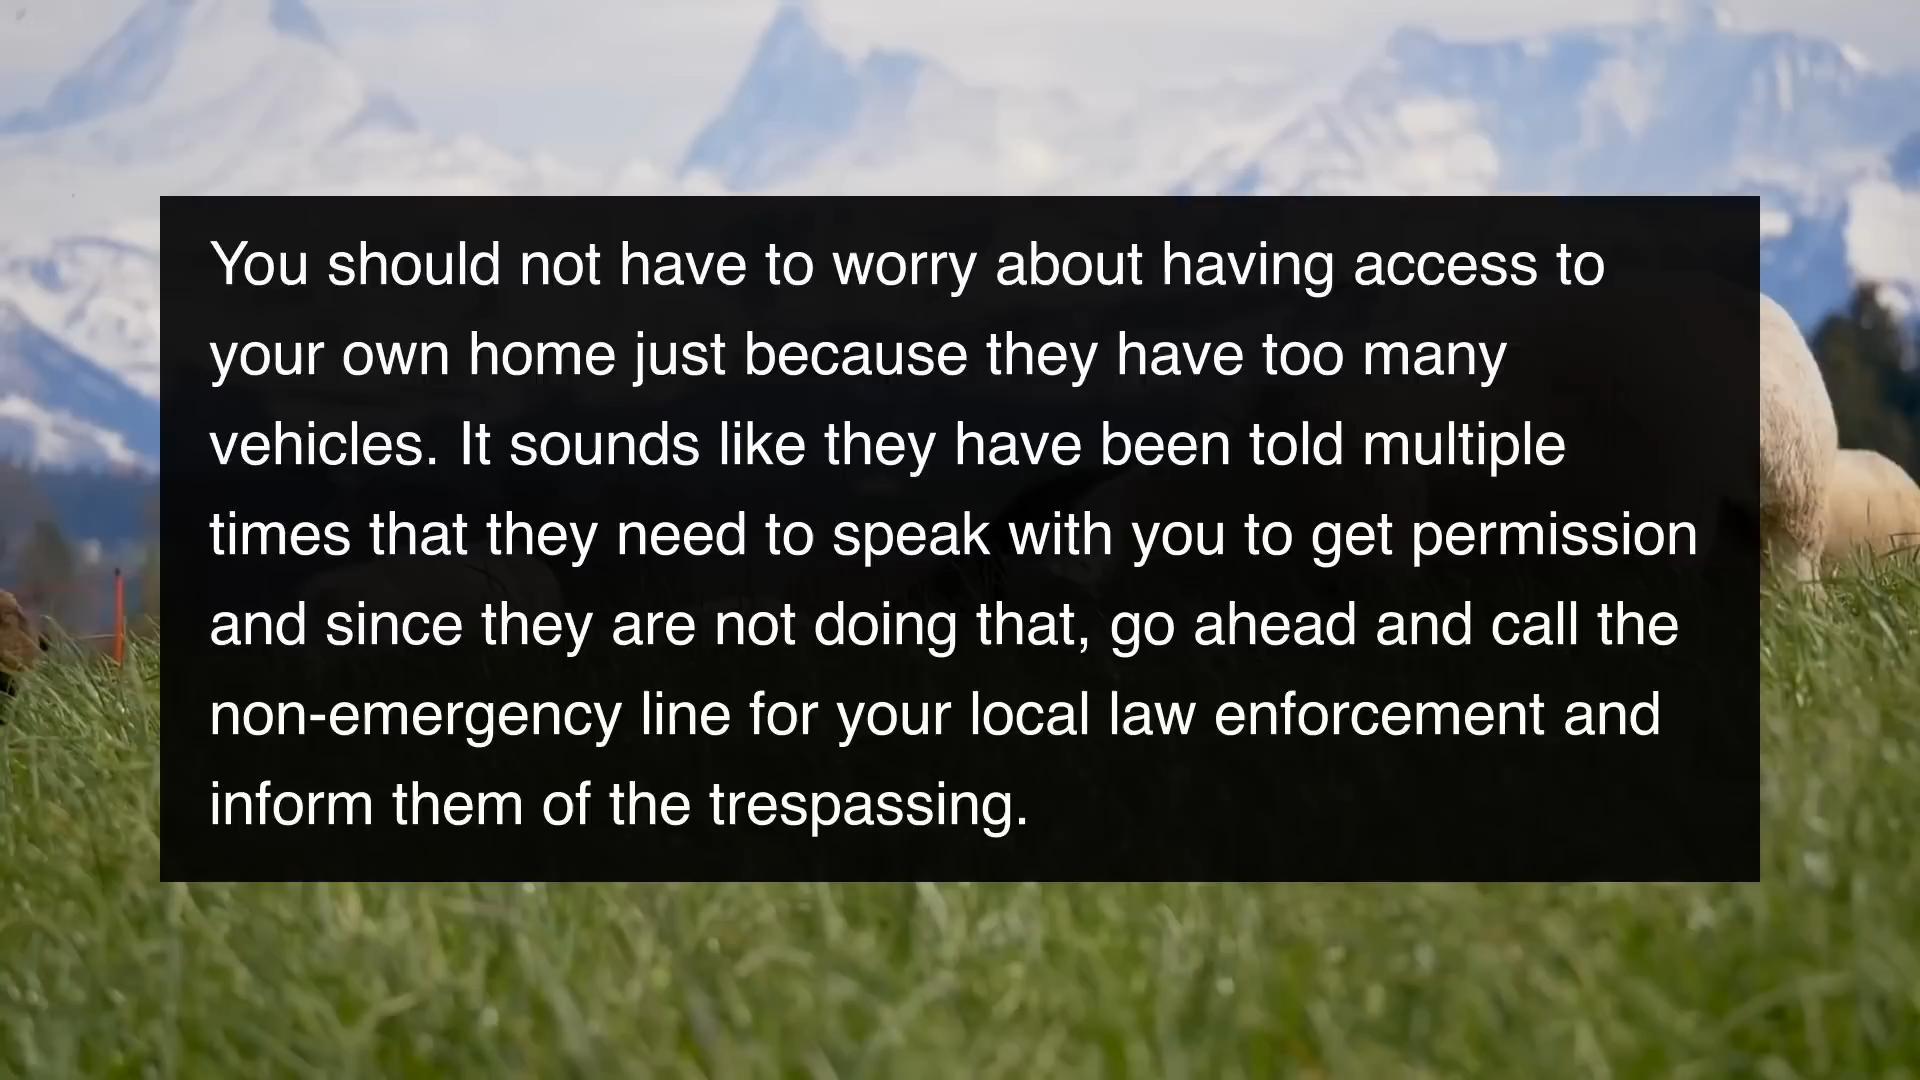 You should not have to worry about having access to
your own home just because they have too many
vehicles. It sounds like they have been told multiple
times that they need to speak with you to get permission
and since they are not doing that, go ahead and call the
non-emergency line for your local law enforcement and
inform them of the trespassing.